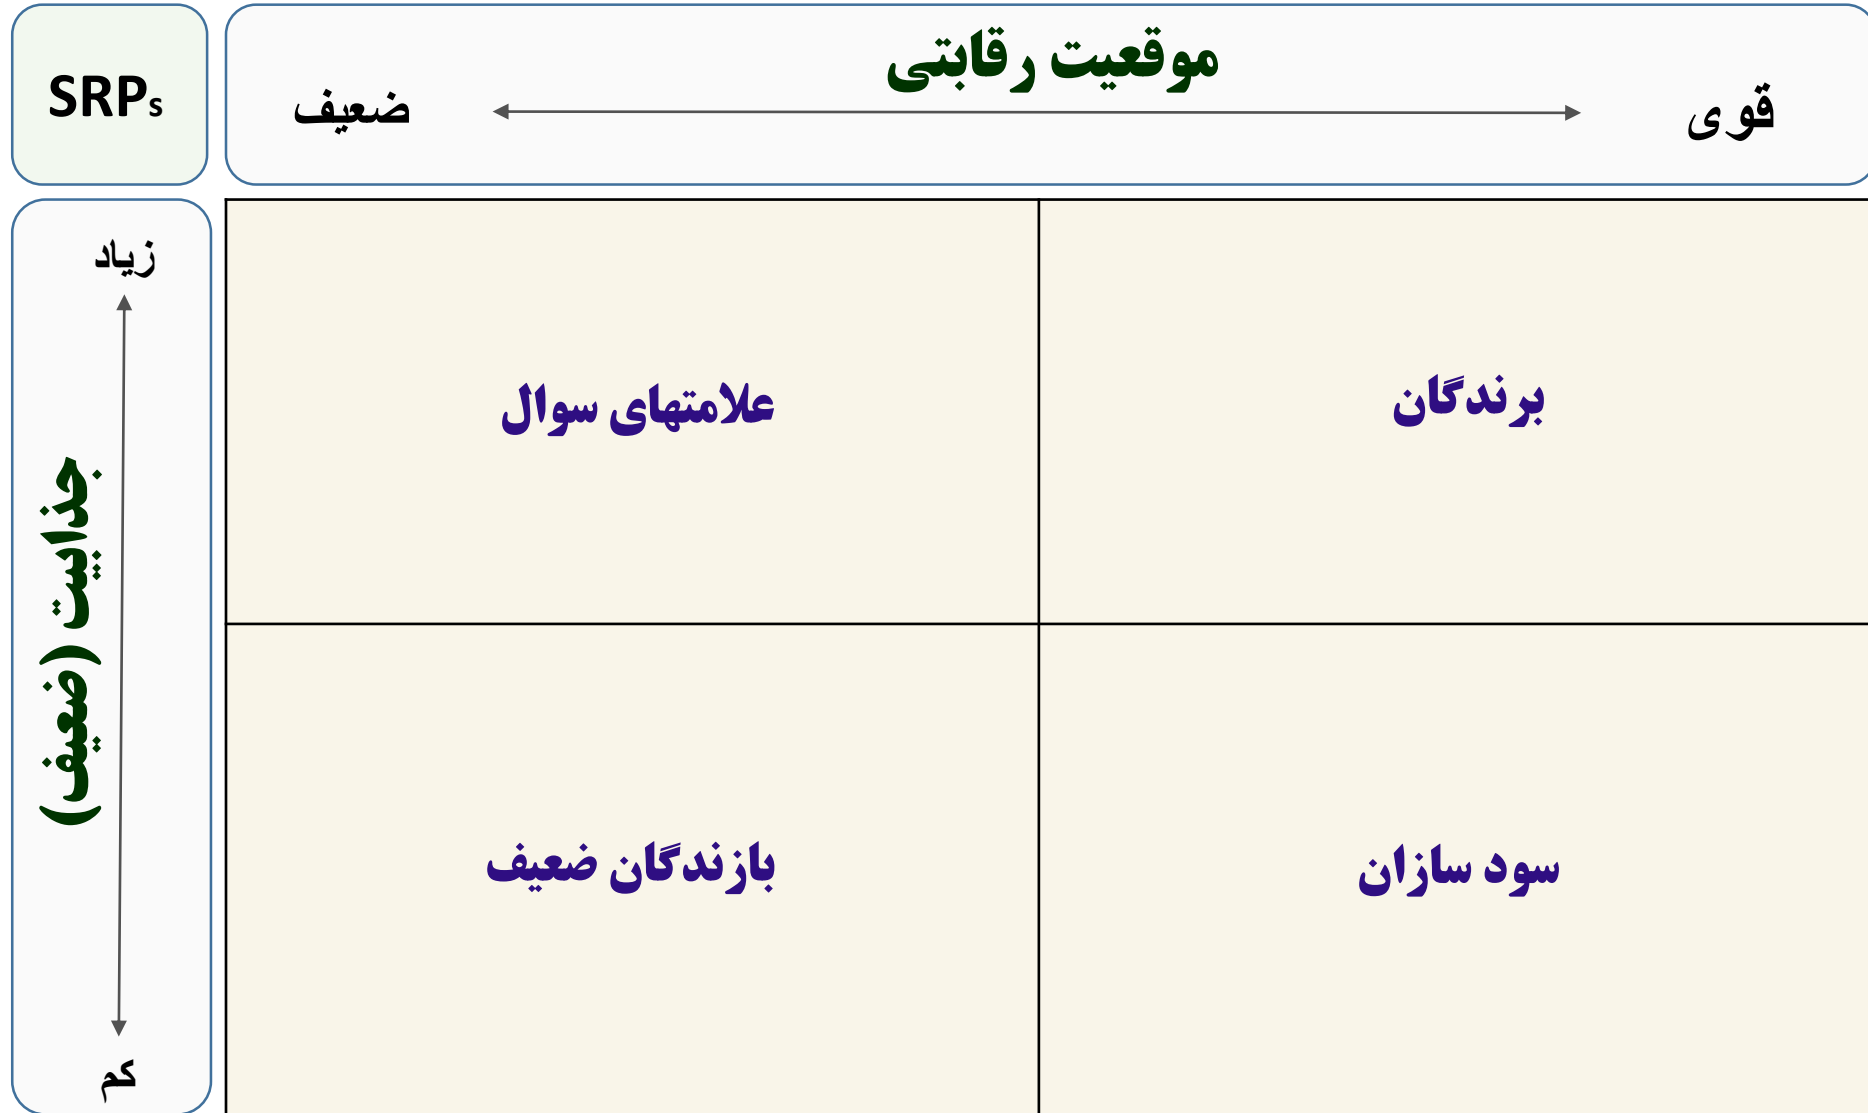 SRPs
موقعیت رقابتی
قوی
ضعیف
زیاد
جذابیت (ضعیف)
کم
برندگان
علامتهای سوال
سود سازان
بازندگان ضعیف